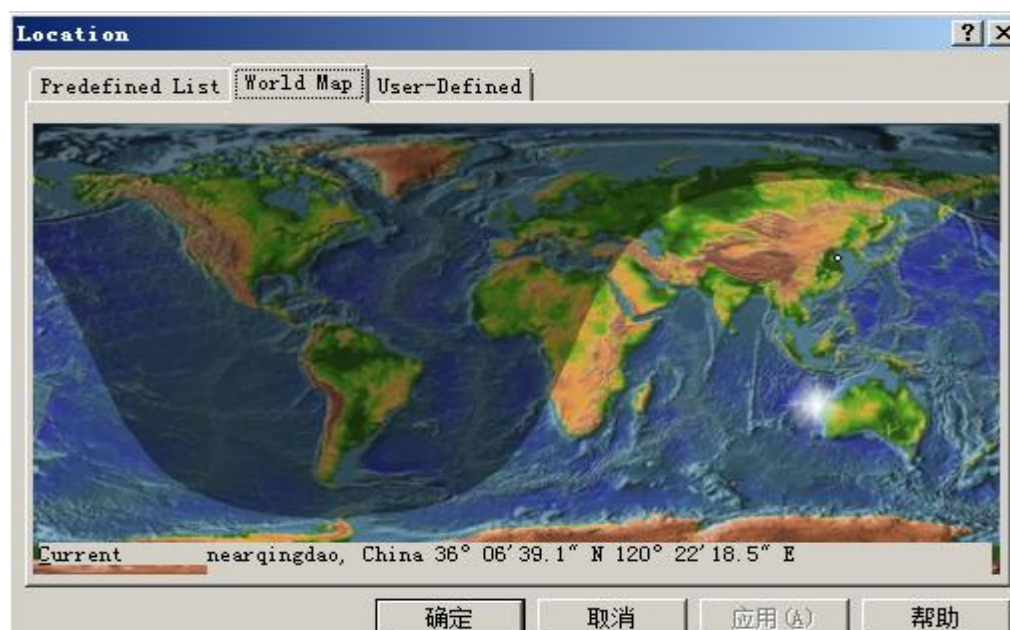 Location
Predefined List World Map User-Defined
Current nearqingdao, China 36° 06′39.1″ N 120° 22′18.5″ E
确定 取消 应用(A) 帮助